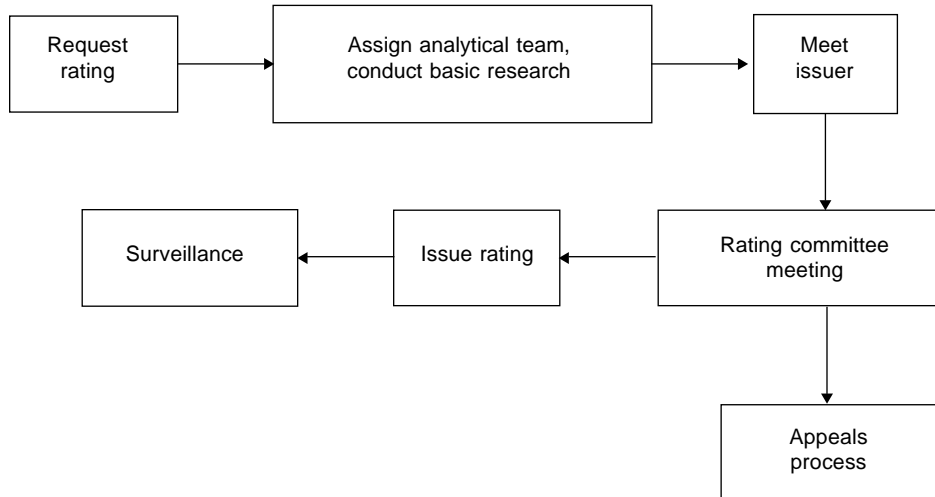 Request
rating
Assign analytical team,
conduct basic research
Meet
issuer
Surveillance
Issue rating
Rating committee
meeting
Appeals
process